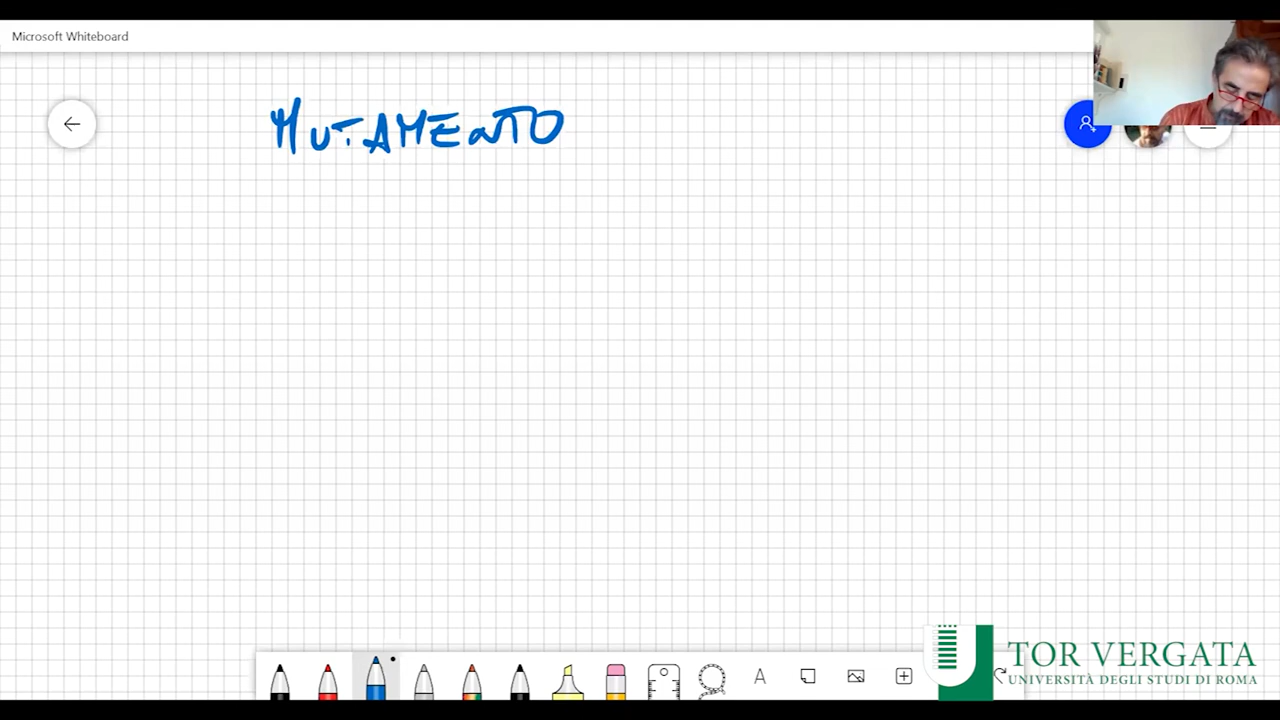 Microsoft Whiteboard
MUTAMENTO
TOR VERGATA
UNIVERSITÀ DEGLI STUDI DI ROMA